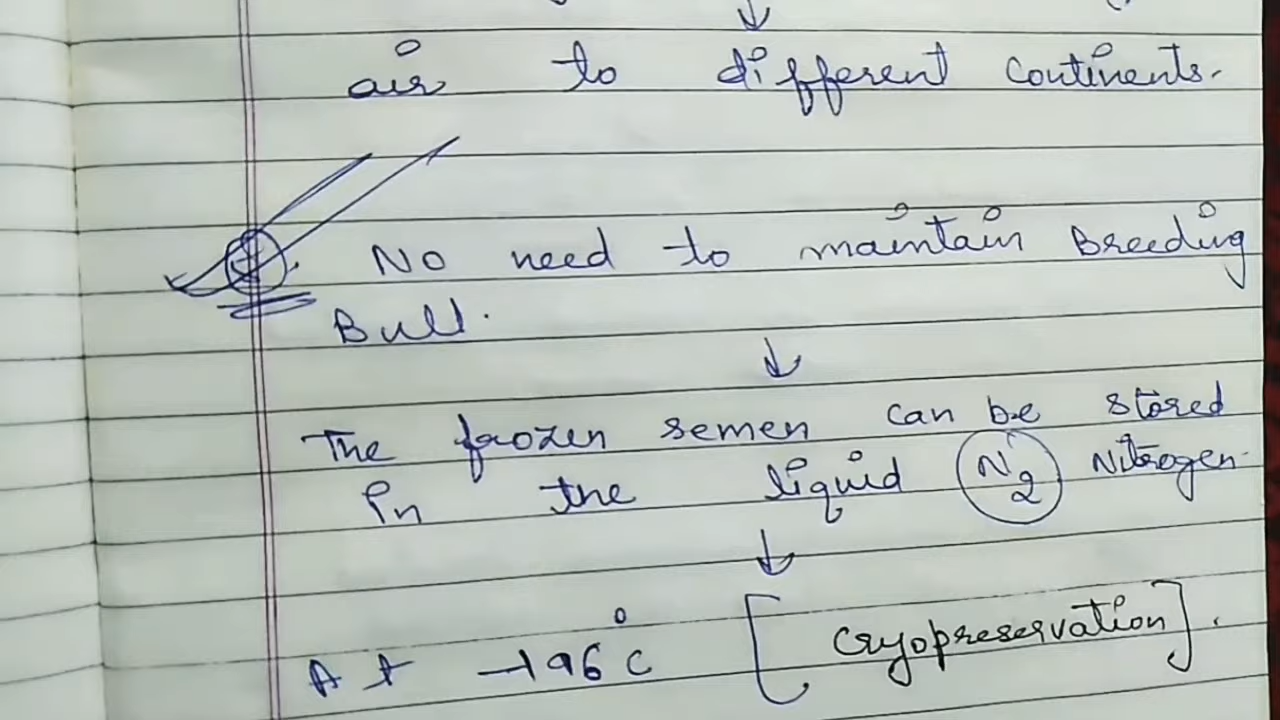 ↓
air to different continents.
No need to maintain Breeding
Bull.
↓
The frozen semen can be stored
in the liquid N2 Nitrogen.
↓
At -196°C [Cryopreservation].